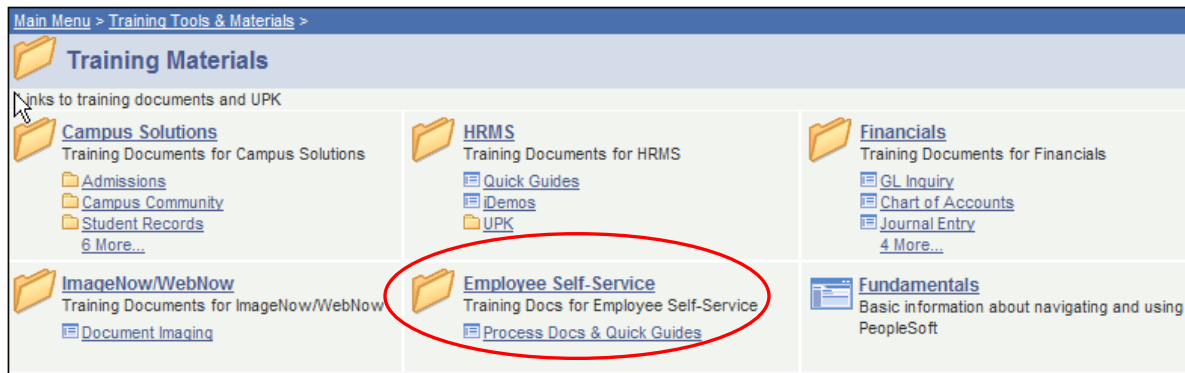 Main Menu > Training Tools & Materials >
Training Materials
inks to training documents and UPK
Campus Solutions
Training Documents for Campus Solutions
Admissions
Campus Community
Student Records
6 More...
HRMS
Training Documents for HRMS
Quick Guides
iDemos
UPK
Financials
Training Documents for Financials
GL Inquiry
Chart of Accounts
Journal Entry
4 More...
ImageNow/WebNow
Training Documents for ImageNow/WebNow
Document Imaging
Employee Self-Service
Training Docs for Employee Self-Service
Process Docs & Quick Guides
Fundamentals
Basic information about navigating and using
PeopleSoft